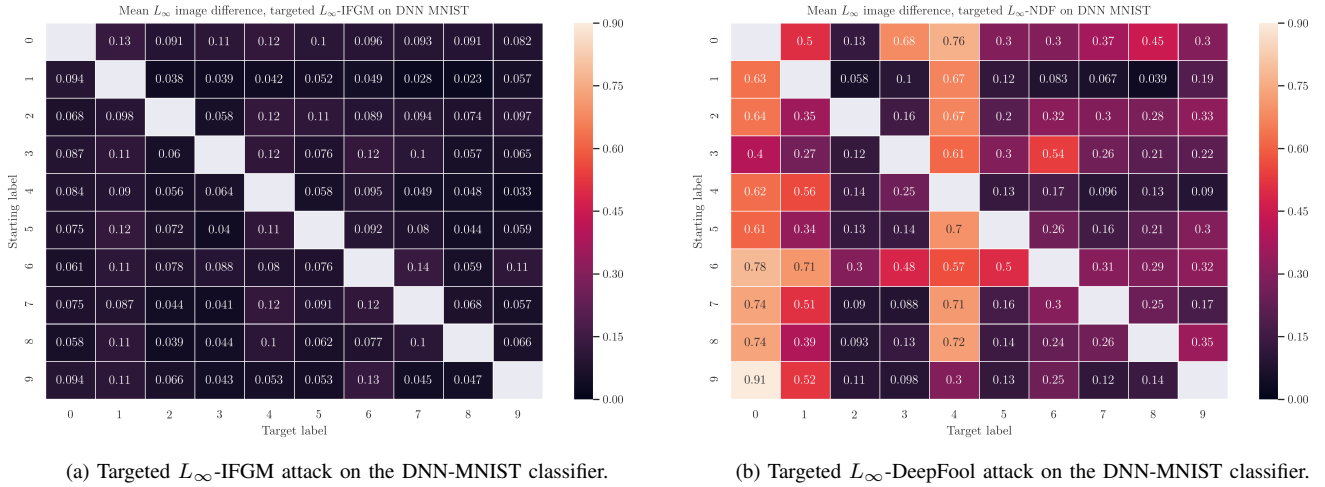 Mean L∞ image difference, targeted L∞-IFGM on DNN MNIST
0 0.13 0.091 0.11 0.12 0.1 0.096 0.093 0.091 0.082
1 0.094 0.038 0.039 0.042 0.052 0.049 0.028 0.023 0.057
2 0.068 0.098 0.058 0.12 0.11 0.089 0.094 0.074 0.097
3 0.087 0.11 0.06 0.12 0.076 0.12 0.1 0.057 0.065
4 0.084 0.09 0.056 0.064 0.058 0.095 0.049 0.048 0.033
5 0.075 0.12 0.072 0.04 0.11 0.092 0.08 0.044 0.059
6 0.061 0.11 0.078 0.088 0.08 0.076 0.14 0.059 0.11
7 0.075 0.087 0.044 0.041 0.12 0.091 0.12 0.068 0.057
8 0.058 0.11 0.039 0.044 0.1 0.062 0.077 0.1 0.066
9 0.094 0.11 0.066 0.043 0.053 0.053 0.13 0.045 0.047
0 1 2 3 4 5 6 7 8 9
Target label
Starting label
0.90
0.75
0.60
0.45
0.30
0.15
0.00
(a) Targeted L∞-IFGM attack on the DNN-MNIST classifier.
Mean L∞ image difference, targeted L∞-NDF on DNN MNIST
0 0.5 0.13 0.68 0.76 0.3 0.3 0.37 0.45 0.3
1 0.63 0.058 0.1 0.67 0.12 0.083 0.067 0.039 0.19
2 0.64 0.35 0.16 0.67 0.2 0.32 0.3 0.28 0.33
3 0.4 0.27 0.12 0.61 0.3 0.54 0.26 0.21 0.22
4 0.62 0.56 0.14 0.25 0.13 0.17 0.096 0.13 0.09
5 0.61 0.34 0.13 0.14 0.7 0.26 0.16 0.21 0.3
6 0.78 0.71 0.3 0.48 0.57 0.5 0.31 0.29 0.32
7 0.74 0.51 0.09 0.088 0.71 0.16 0.3 0.25 0.17
8 0.74 0.39 0.093 0.13 0.72 0.14 0.24 0.26 0.35
9 0.91 0.52 0.11 0.098 0.3 0.13 0.25 0.12 0.14
0 1 2 3 4 5 6 7 8 9
Target label
Starting label
0.90
0.75
0.60
0.45
0.30
0.15
0.00
(b) Targeted L∞-DeepFool attack on the DNN-MNIST classifier.